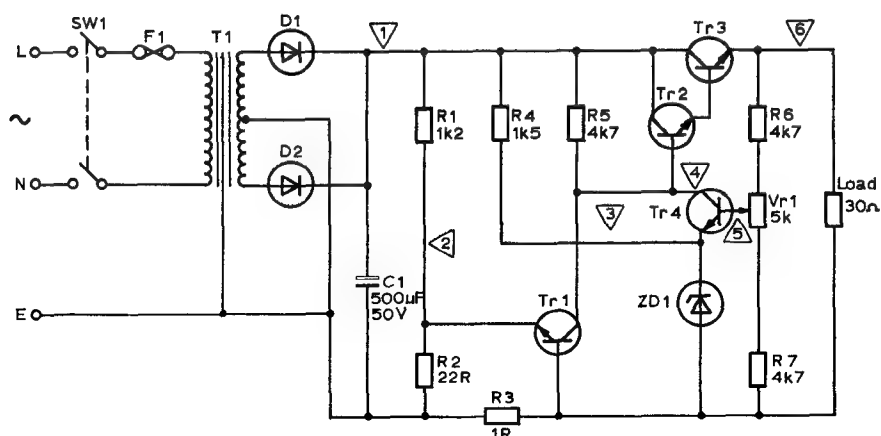 SW1
L
F1
T1
D1
1
Tr3
6
R1
1k2
R4
1k5
R5
4k7
Tr2
R6
4k7
~
D2
N
2
3
4
Tr4
5
Vr1
5k
Load
30Ω
C1
500µF
50V
Tr1
ZD1
E
R2
22R
R3
1R
R7
4k7